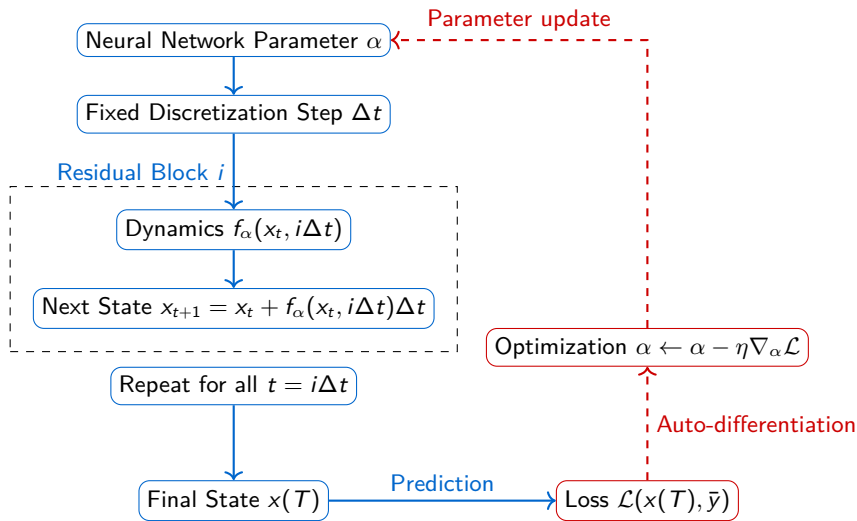 Parameter update
Neural Network Parameter α
Fixed Discretization Step Δt
Residual Block i
Dynamics f_α(x_t, iΔt)
Next State x_{t+1} = x_t + f_α(x_t, iΔt)Δt
Optimization α ← α − η∇_α ℒ
Repeat for all t = iΔt
Auto-differentiation
Prediction
Final State x(T)
Loss ℒ(x(T), ȳ)